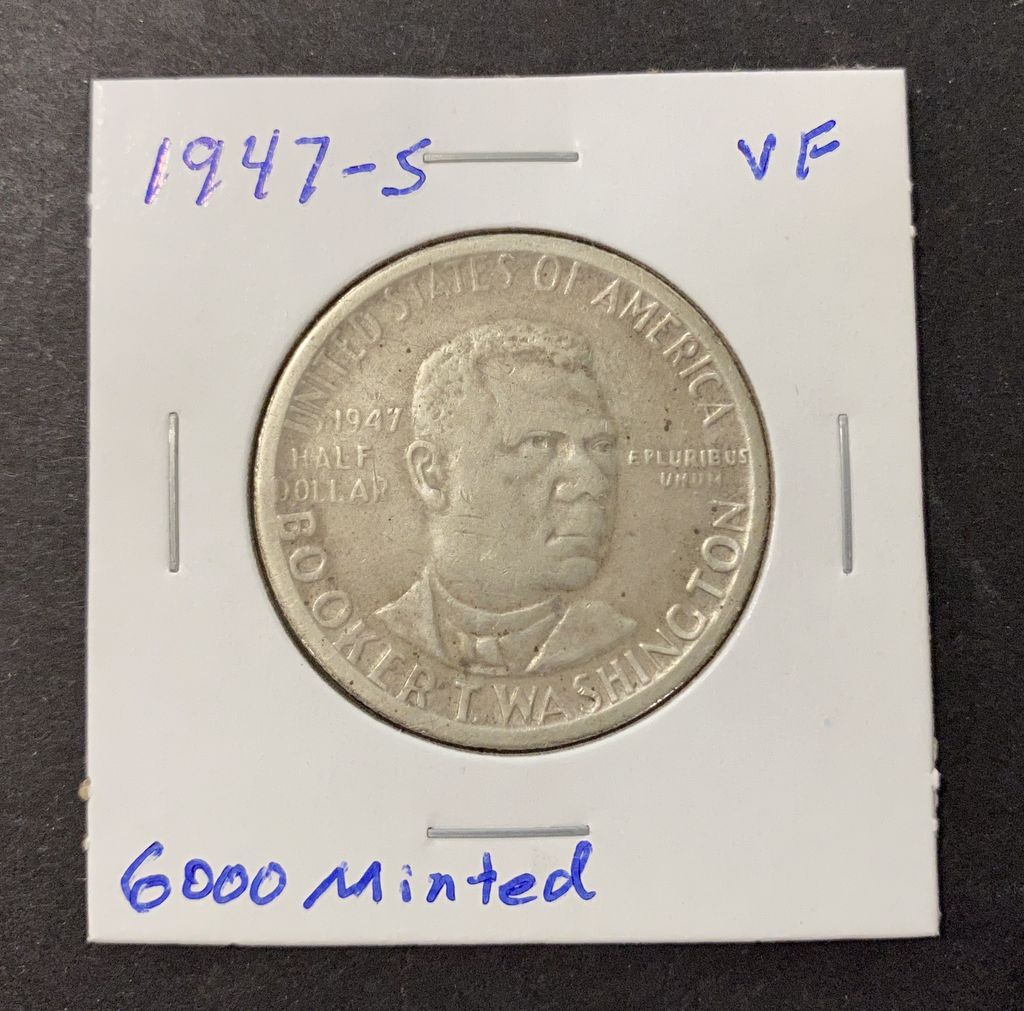 1947-S
VF
UNITED STATES OF AMERICA
1947
HALF
DOLLAR
E PLURIBUS
UNUM
BOOKER T. WASHINGTON
6000 Minted